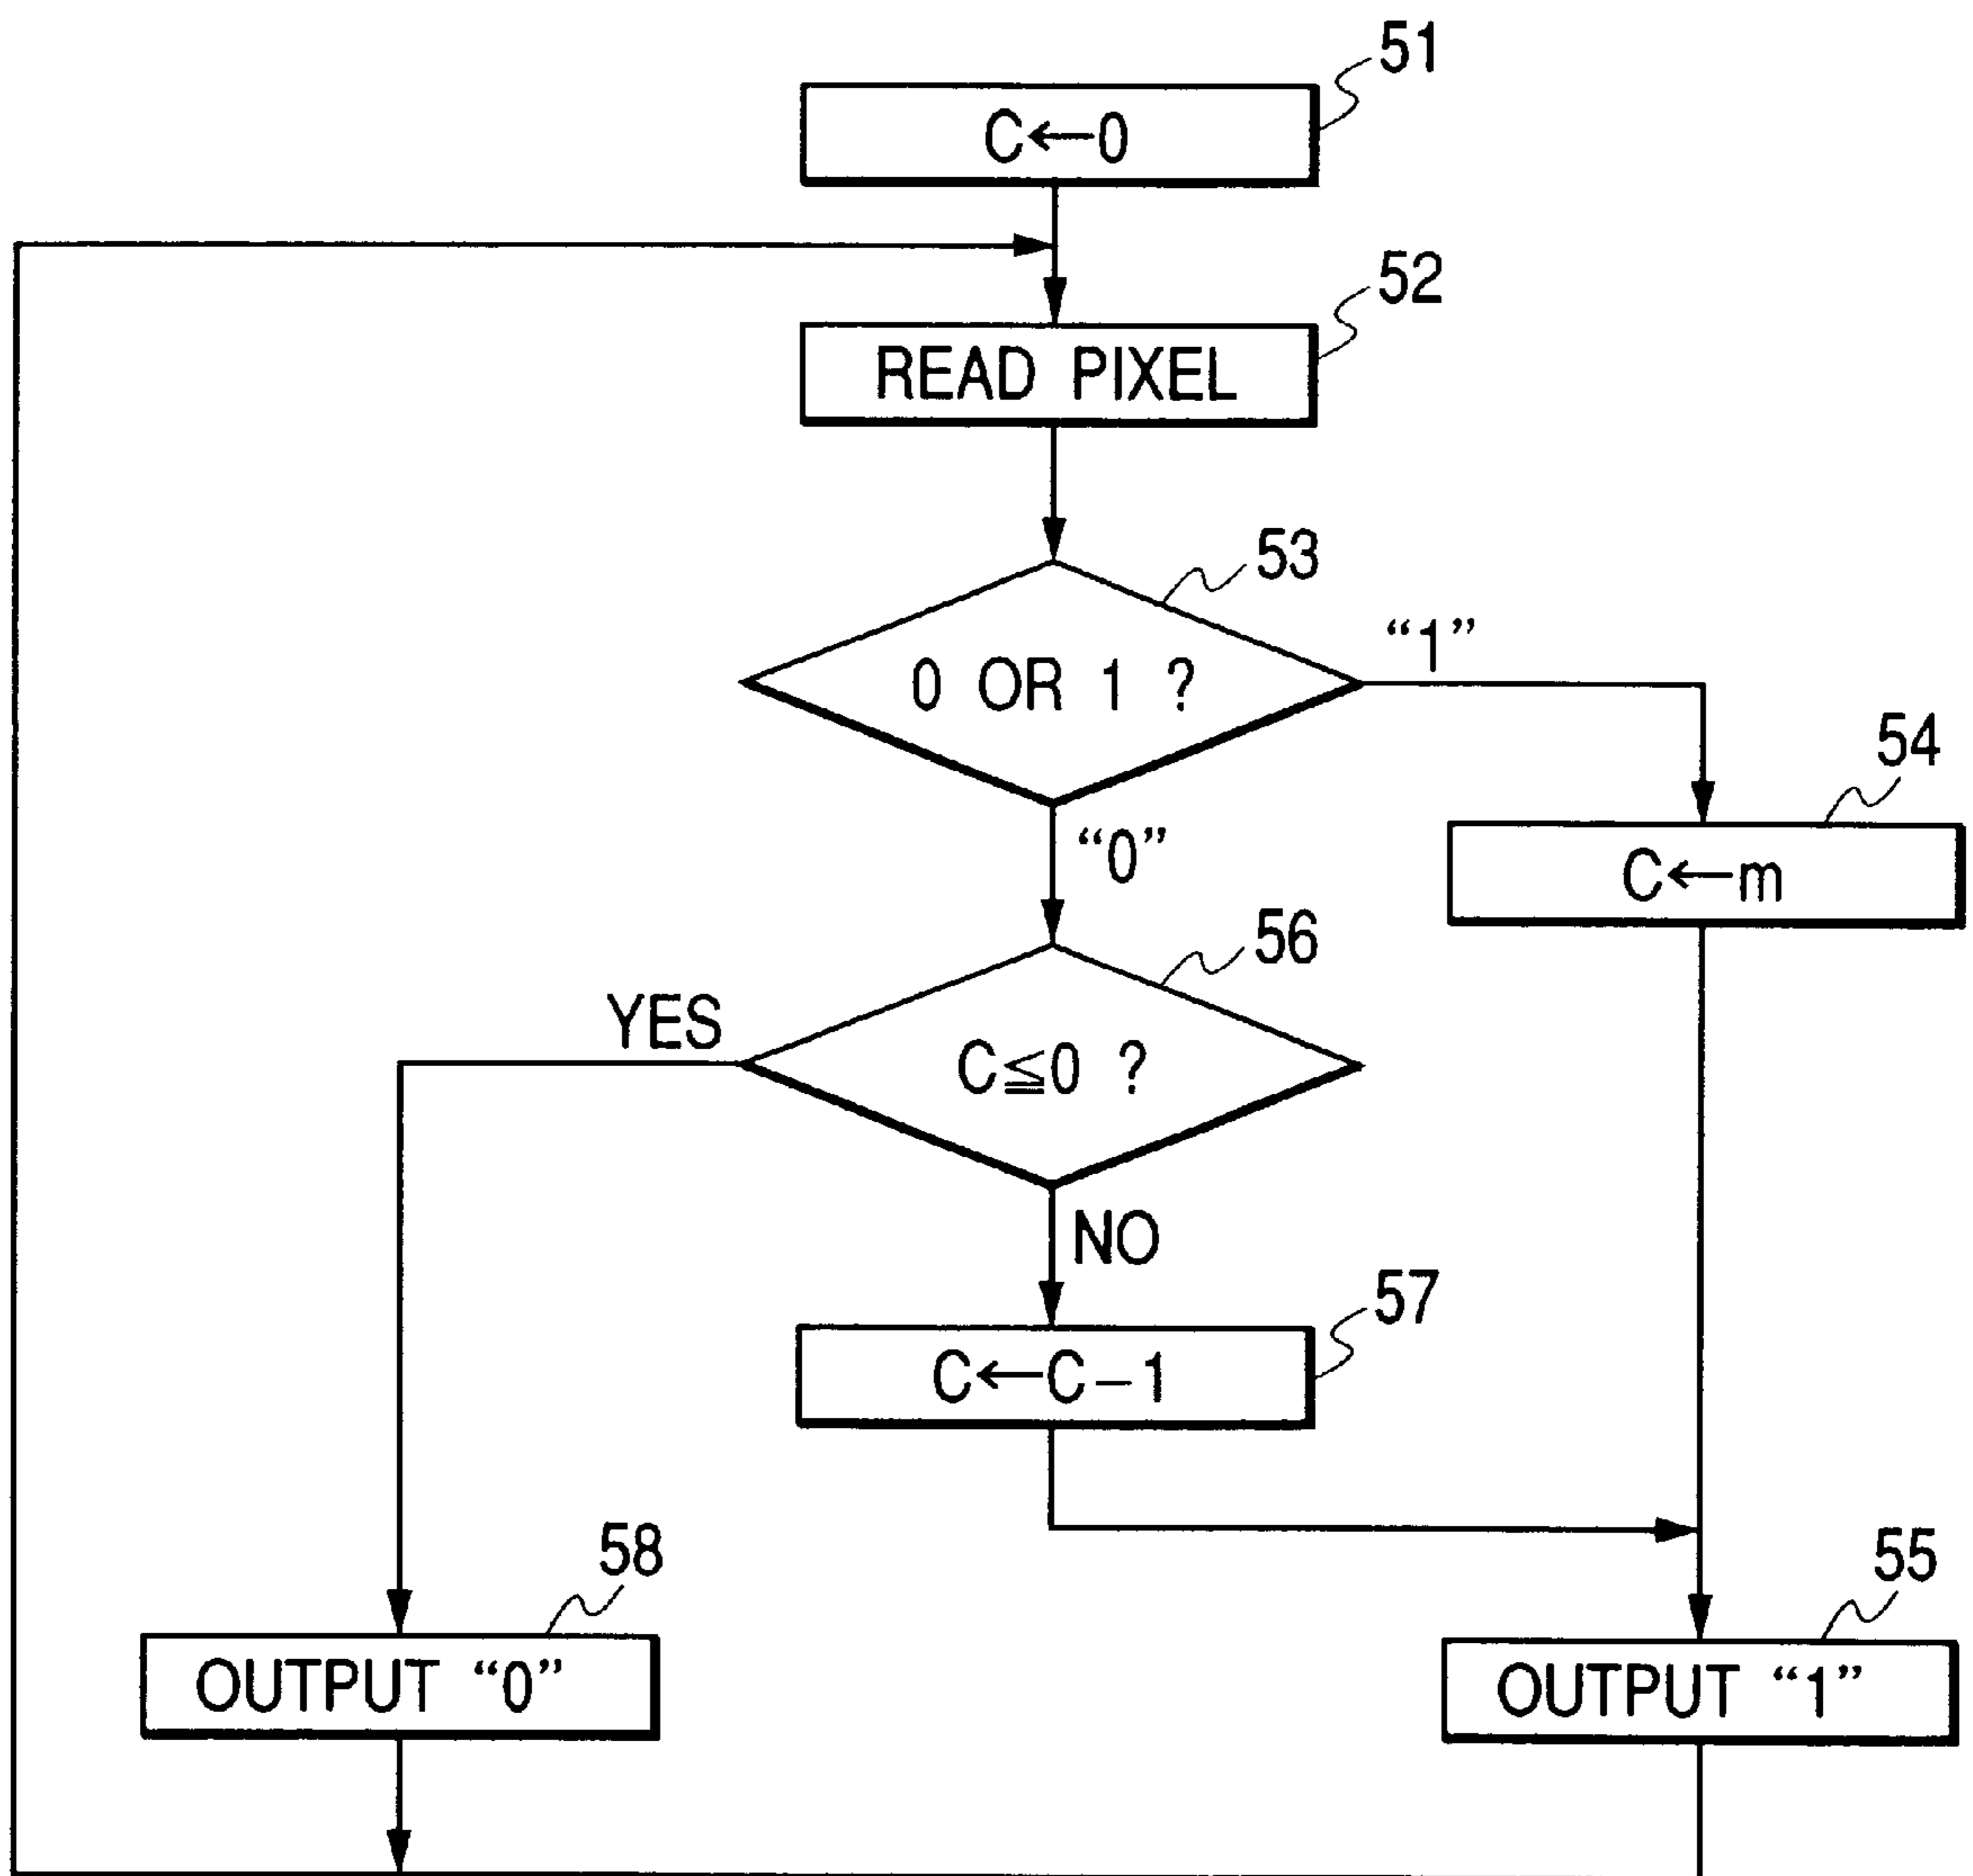 51
C←0
52
READ PIXEL
53
0 OR 1 ?
“1”
54
C←m
“0”
56
YES
C≦0 ?
NO
57
C←C−1
58
OUTPUT “0”
55
OUTPUT “1”